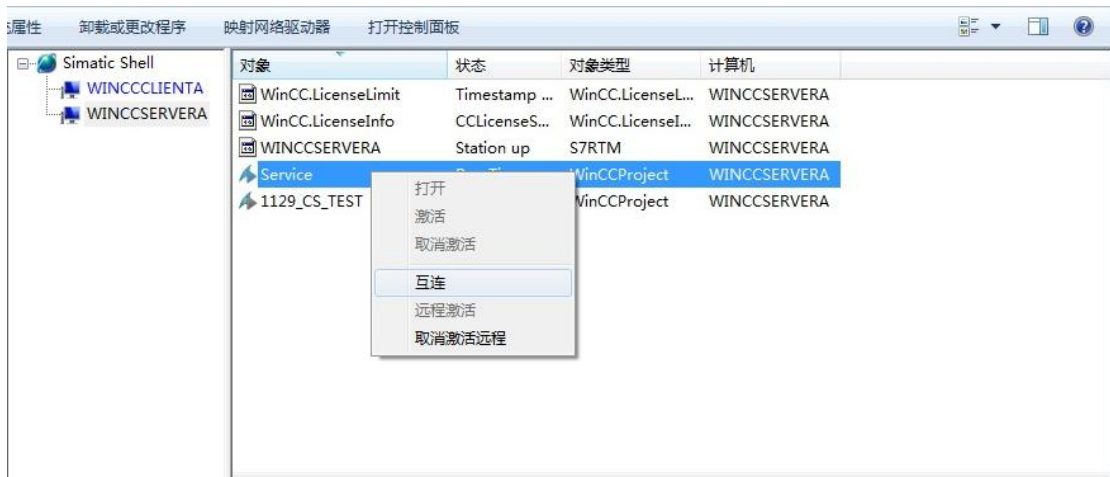 属性 卸载或更改程序 映射网络驱动器 打开控制面板
Simatic Shell
WINCCCLIENTA
WINCCSERVERA
对象 状态 对象类型 计算机
WinCC.LicenseLimit Timestamp ... WinCC.LicenseL... WINCCSERVERA
WinCC.LicenseInfo CCLicenseS... WinCC.LicenseI... WINCCSERVERA
WINCCSERVERA Station up S7RTM WINCCSERVERA
Service WinCCProject WINCCSERVERA
1129_CS_TEST WinCCProject WINCCSERVERA
打开
激活
取消激活
互连
远程激活
取消激活远程